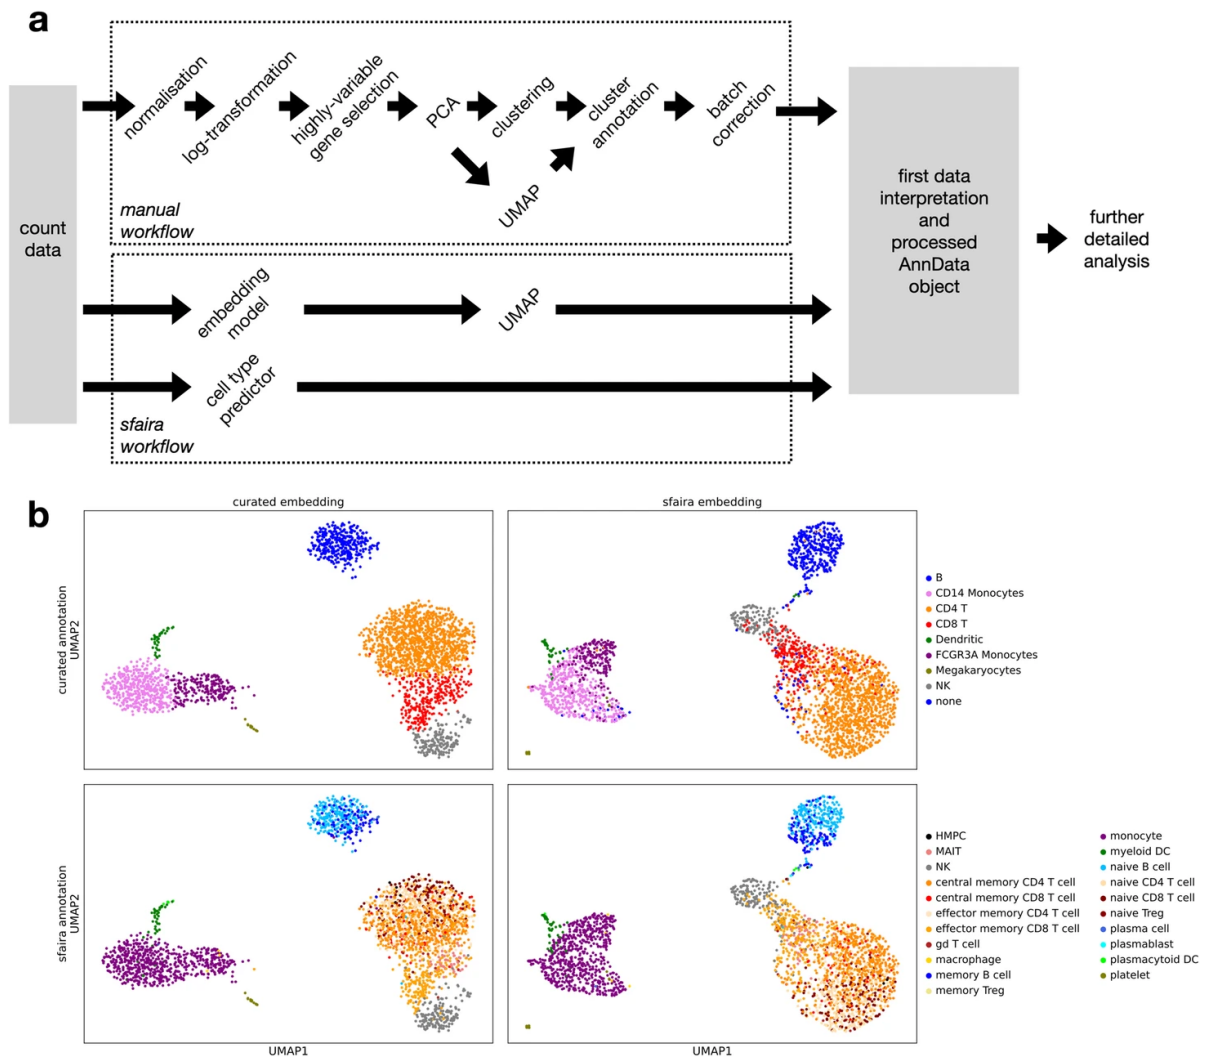 a
count
data
normalisation
log-transformation
highly-variable
gene selection
PCA
clustering
cluster
annotation
batch
correction
UMAP
manual
workflow
embedding
model
UMAP
cell type
predictor
sfaira
workflow
first data
interpretation
and
processed
AnnData
object
further
detailed
analysis
b
curated embedding
sfaira embedding
curated annotation
UMAP2
B
CD14 Monocytes
CD4 T
CD8 T
Dendritic
FCGR3A Monocytes
Megakaryocytes
NK
none
sfaira annotation
UMAP2
HMPC
MAIT
NK
central memory CD4 T cell
central memory CD8 T cell
effector memory CD4 T cell
effector memory CD8 T cell
gd T cell
macrophage
memory B cell
memory Treg
monocyte
myeloid DC
naive B cell
naive CD4 T cell
naive CD8 T cell
naive Treg
plasma cell
plasmablast
plasmacytoid DC
platelet
UMAP1
UMAP1